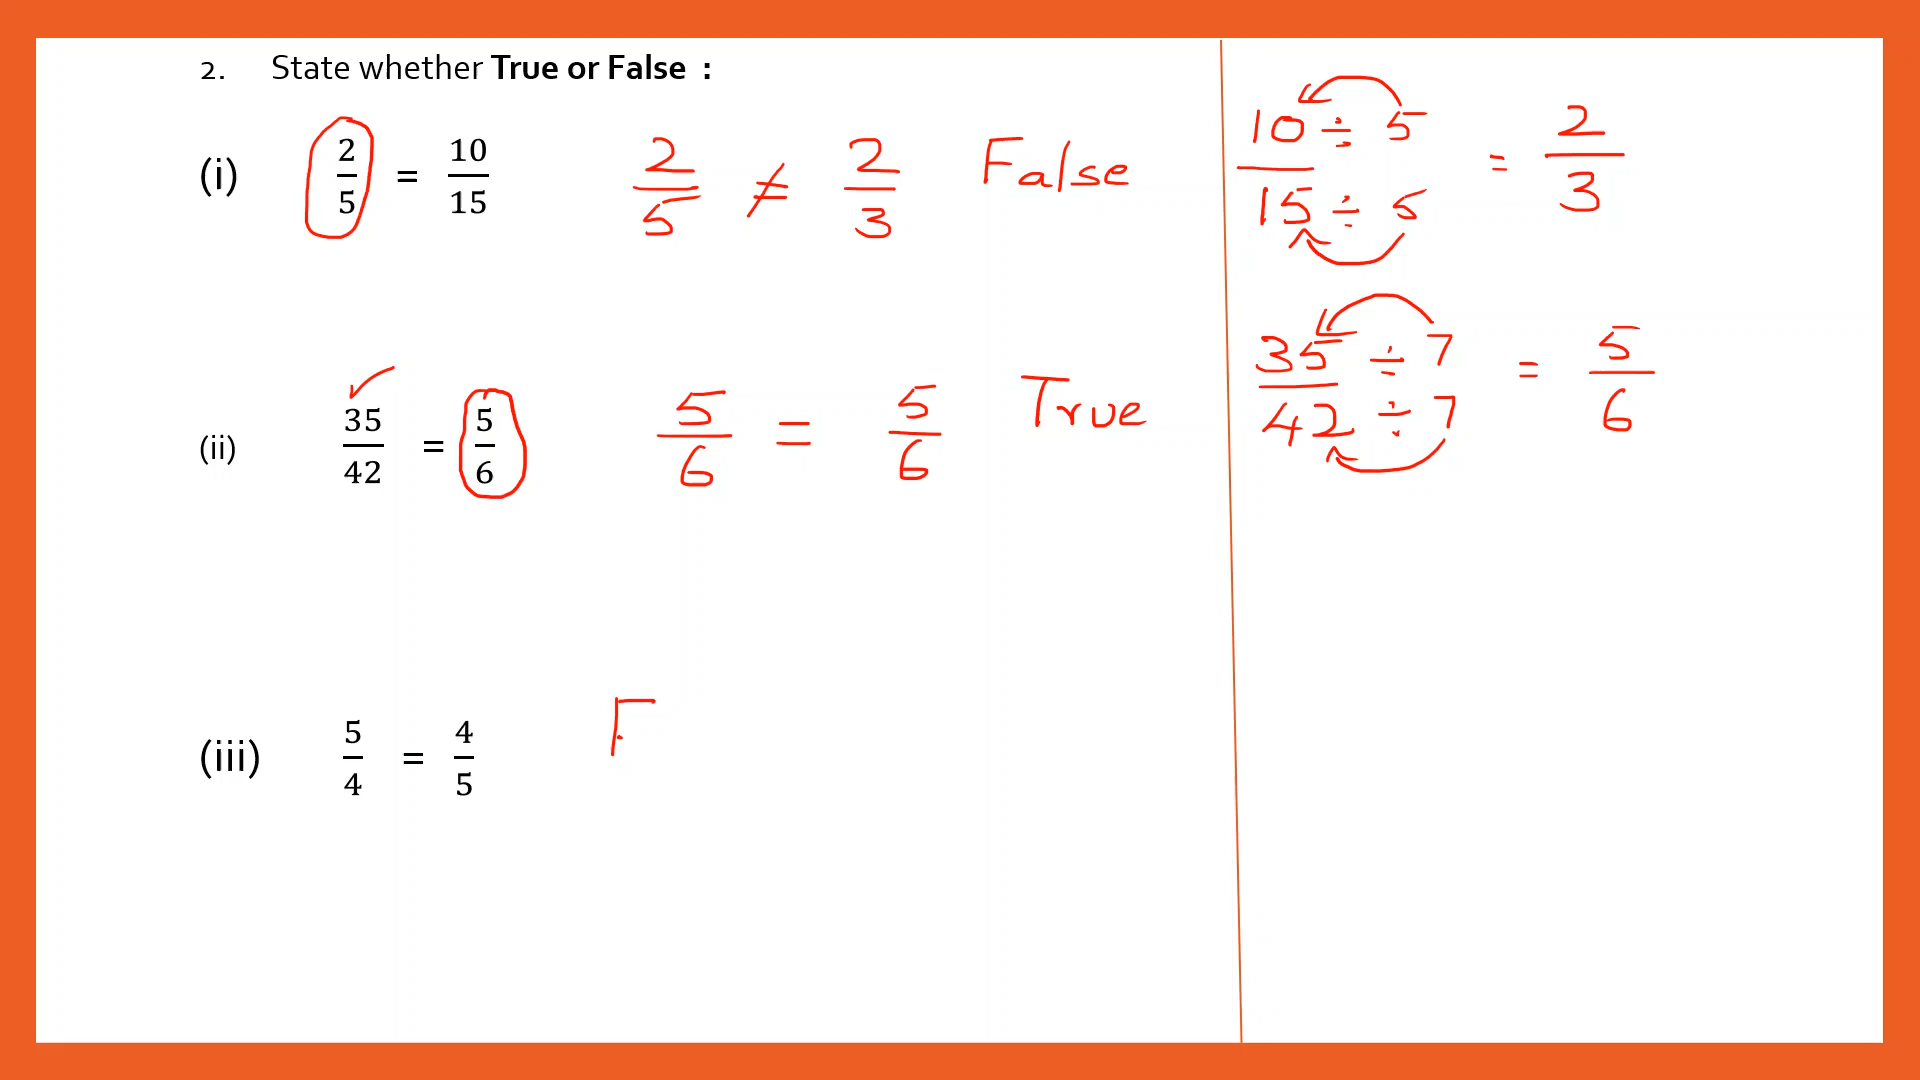 2. State whether True or False :
(i) 2/5 = 10/15 2/5 ≠ 2/3 False
10 ÷ 5 / 15 ÷ 5 = 2/3
(ii) 35/42 = 5/6 5/6 = 5/6 True
35 ÷ 7 / 42 ÷ 7 = 5/6
(iii) 5/4 = 4/5